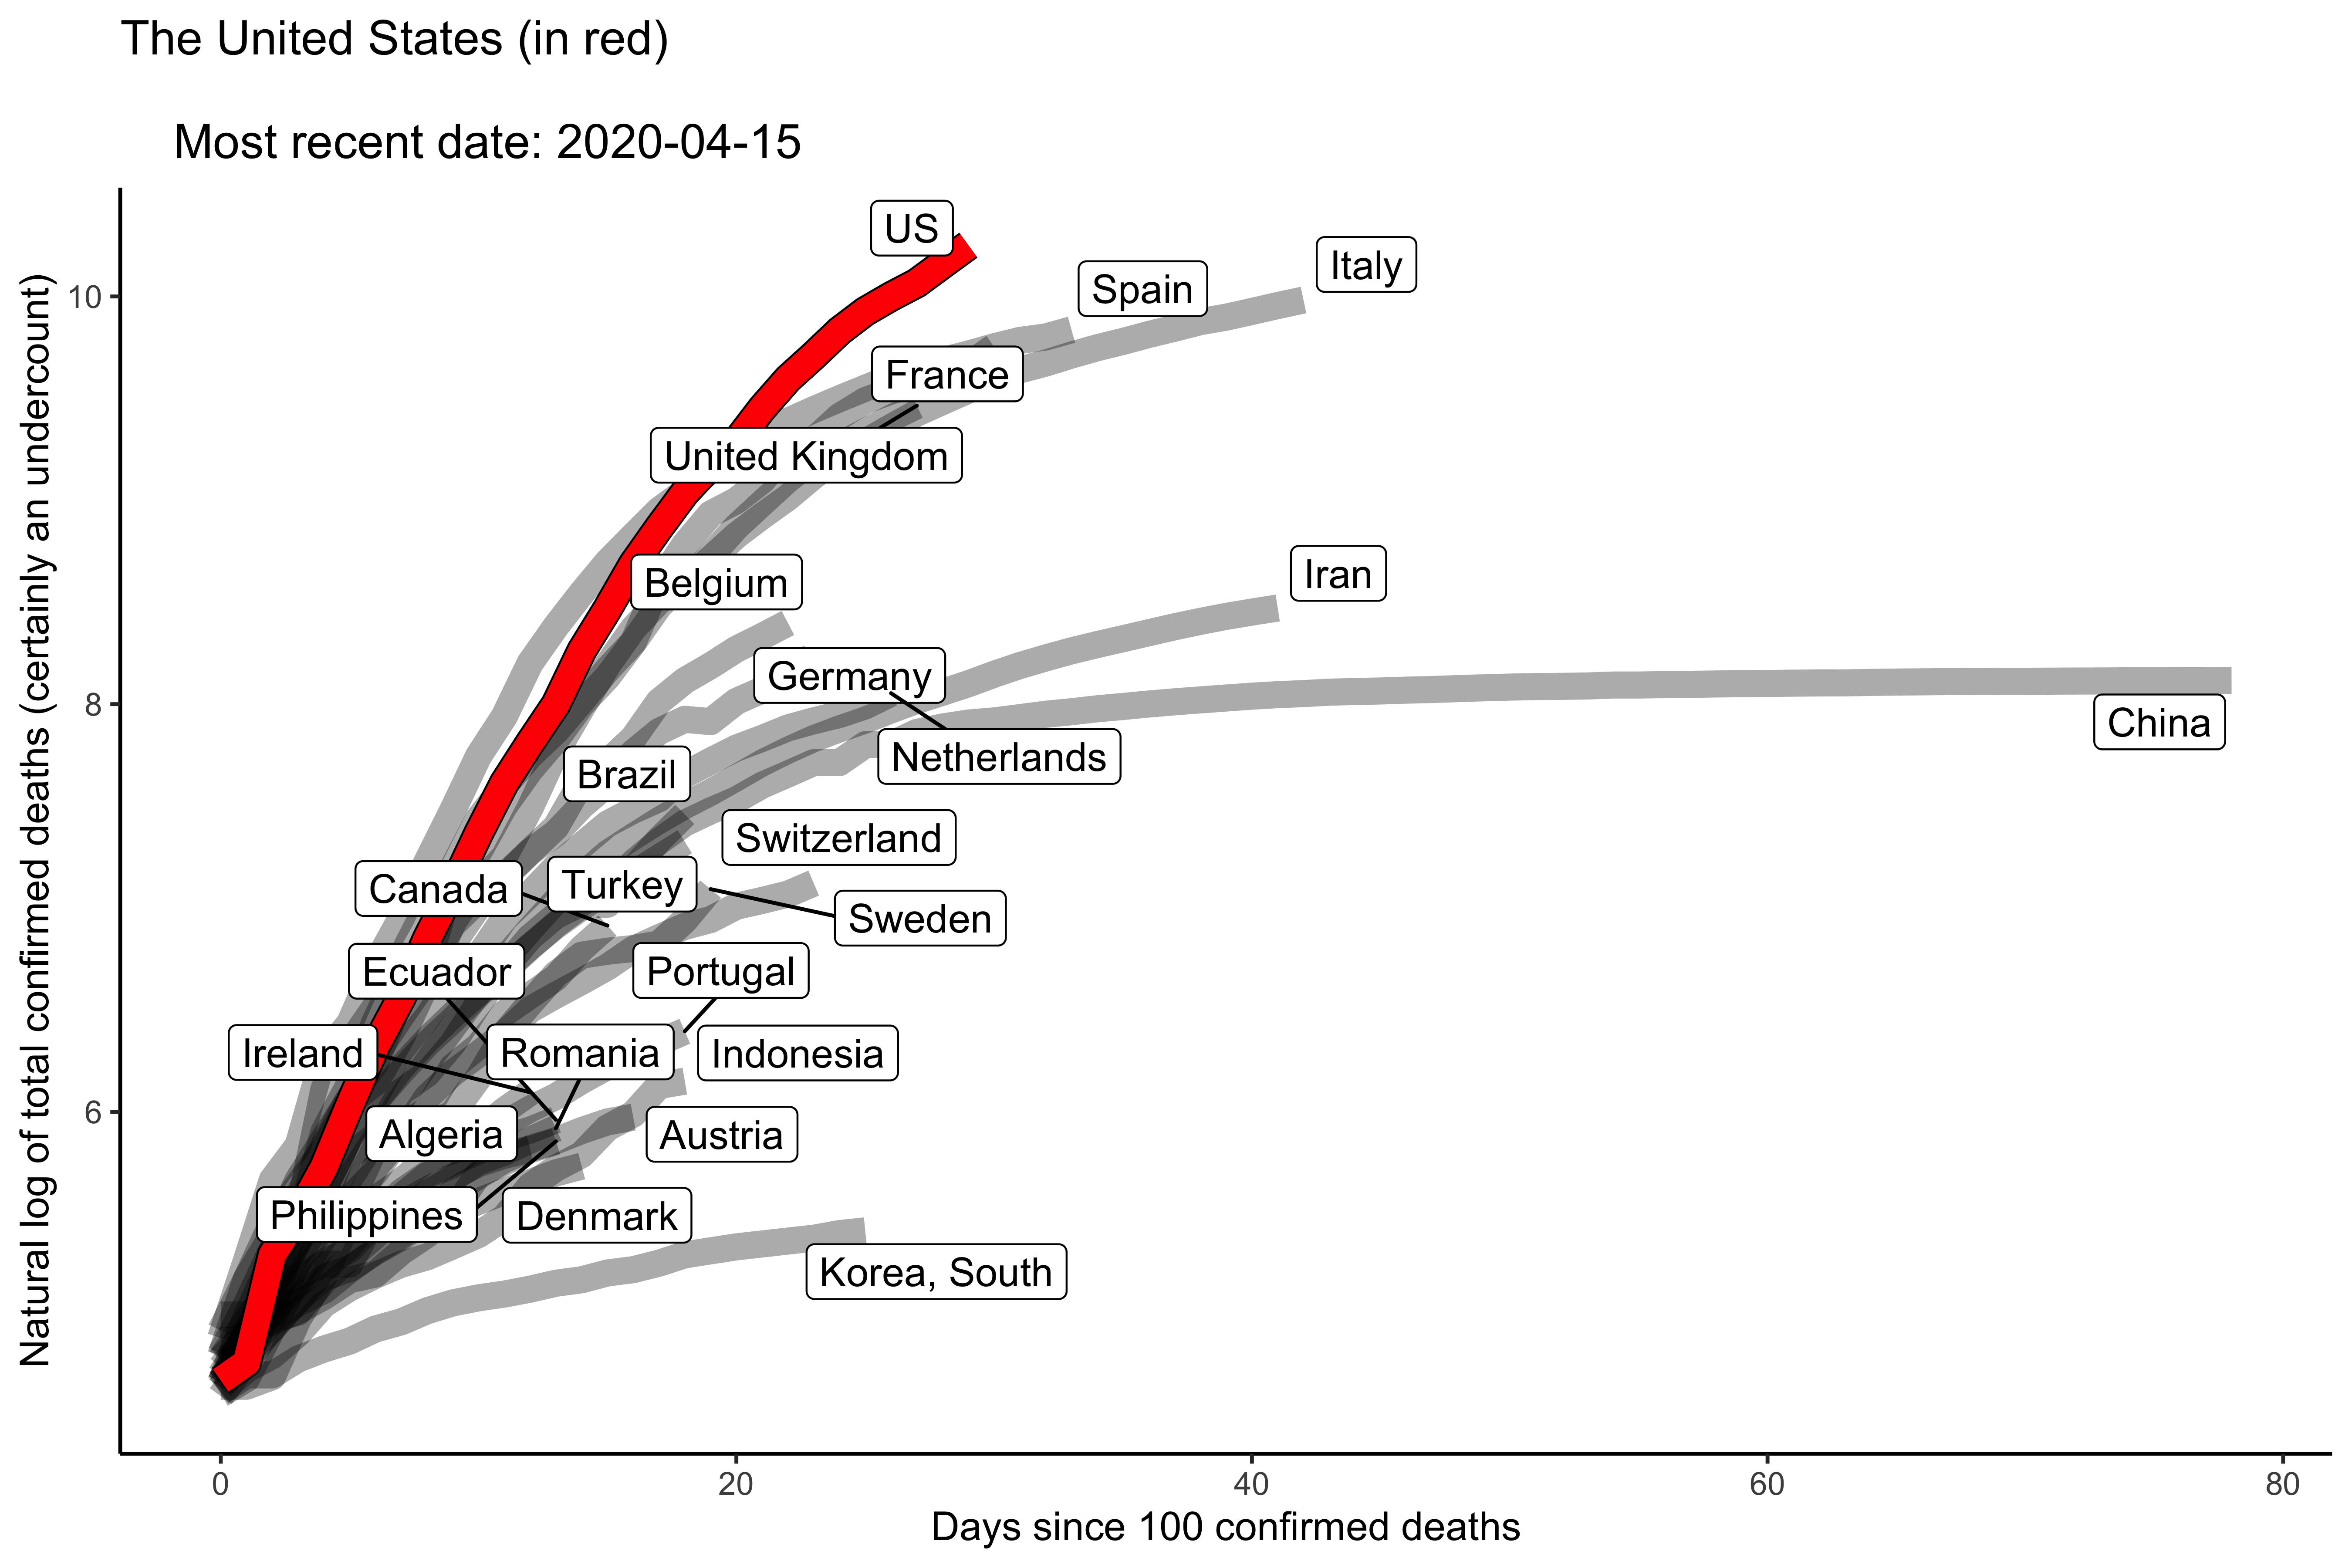 The United States (in red)
Most recent date: 2020-04-15
Natural log of total confirmed deaths (certainly an undercount)
10
8
6
US
Italy
Spain
France
United Kingdom
Belgium
Iran
Germany
China
Netherlands
Brazil
Switzerland
Canada
Turkey
Sweden
Ecuador
Portugal
Ireland
Romania
Indonesia
Algeria
Austria
Philippines
Denmark
Korea, South
0
20
40
60
80
Days since 100 confirmed deaths